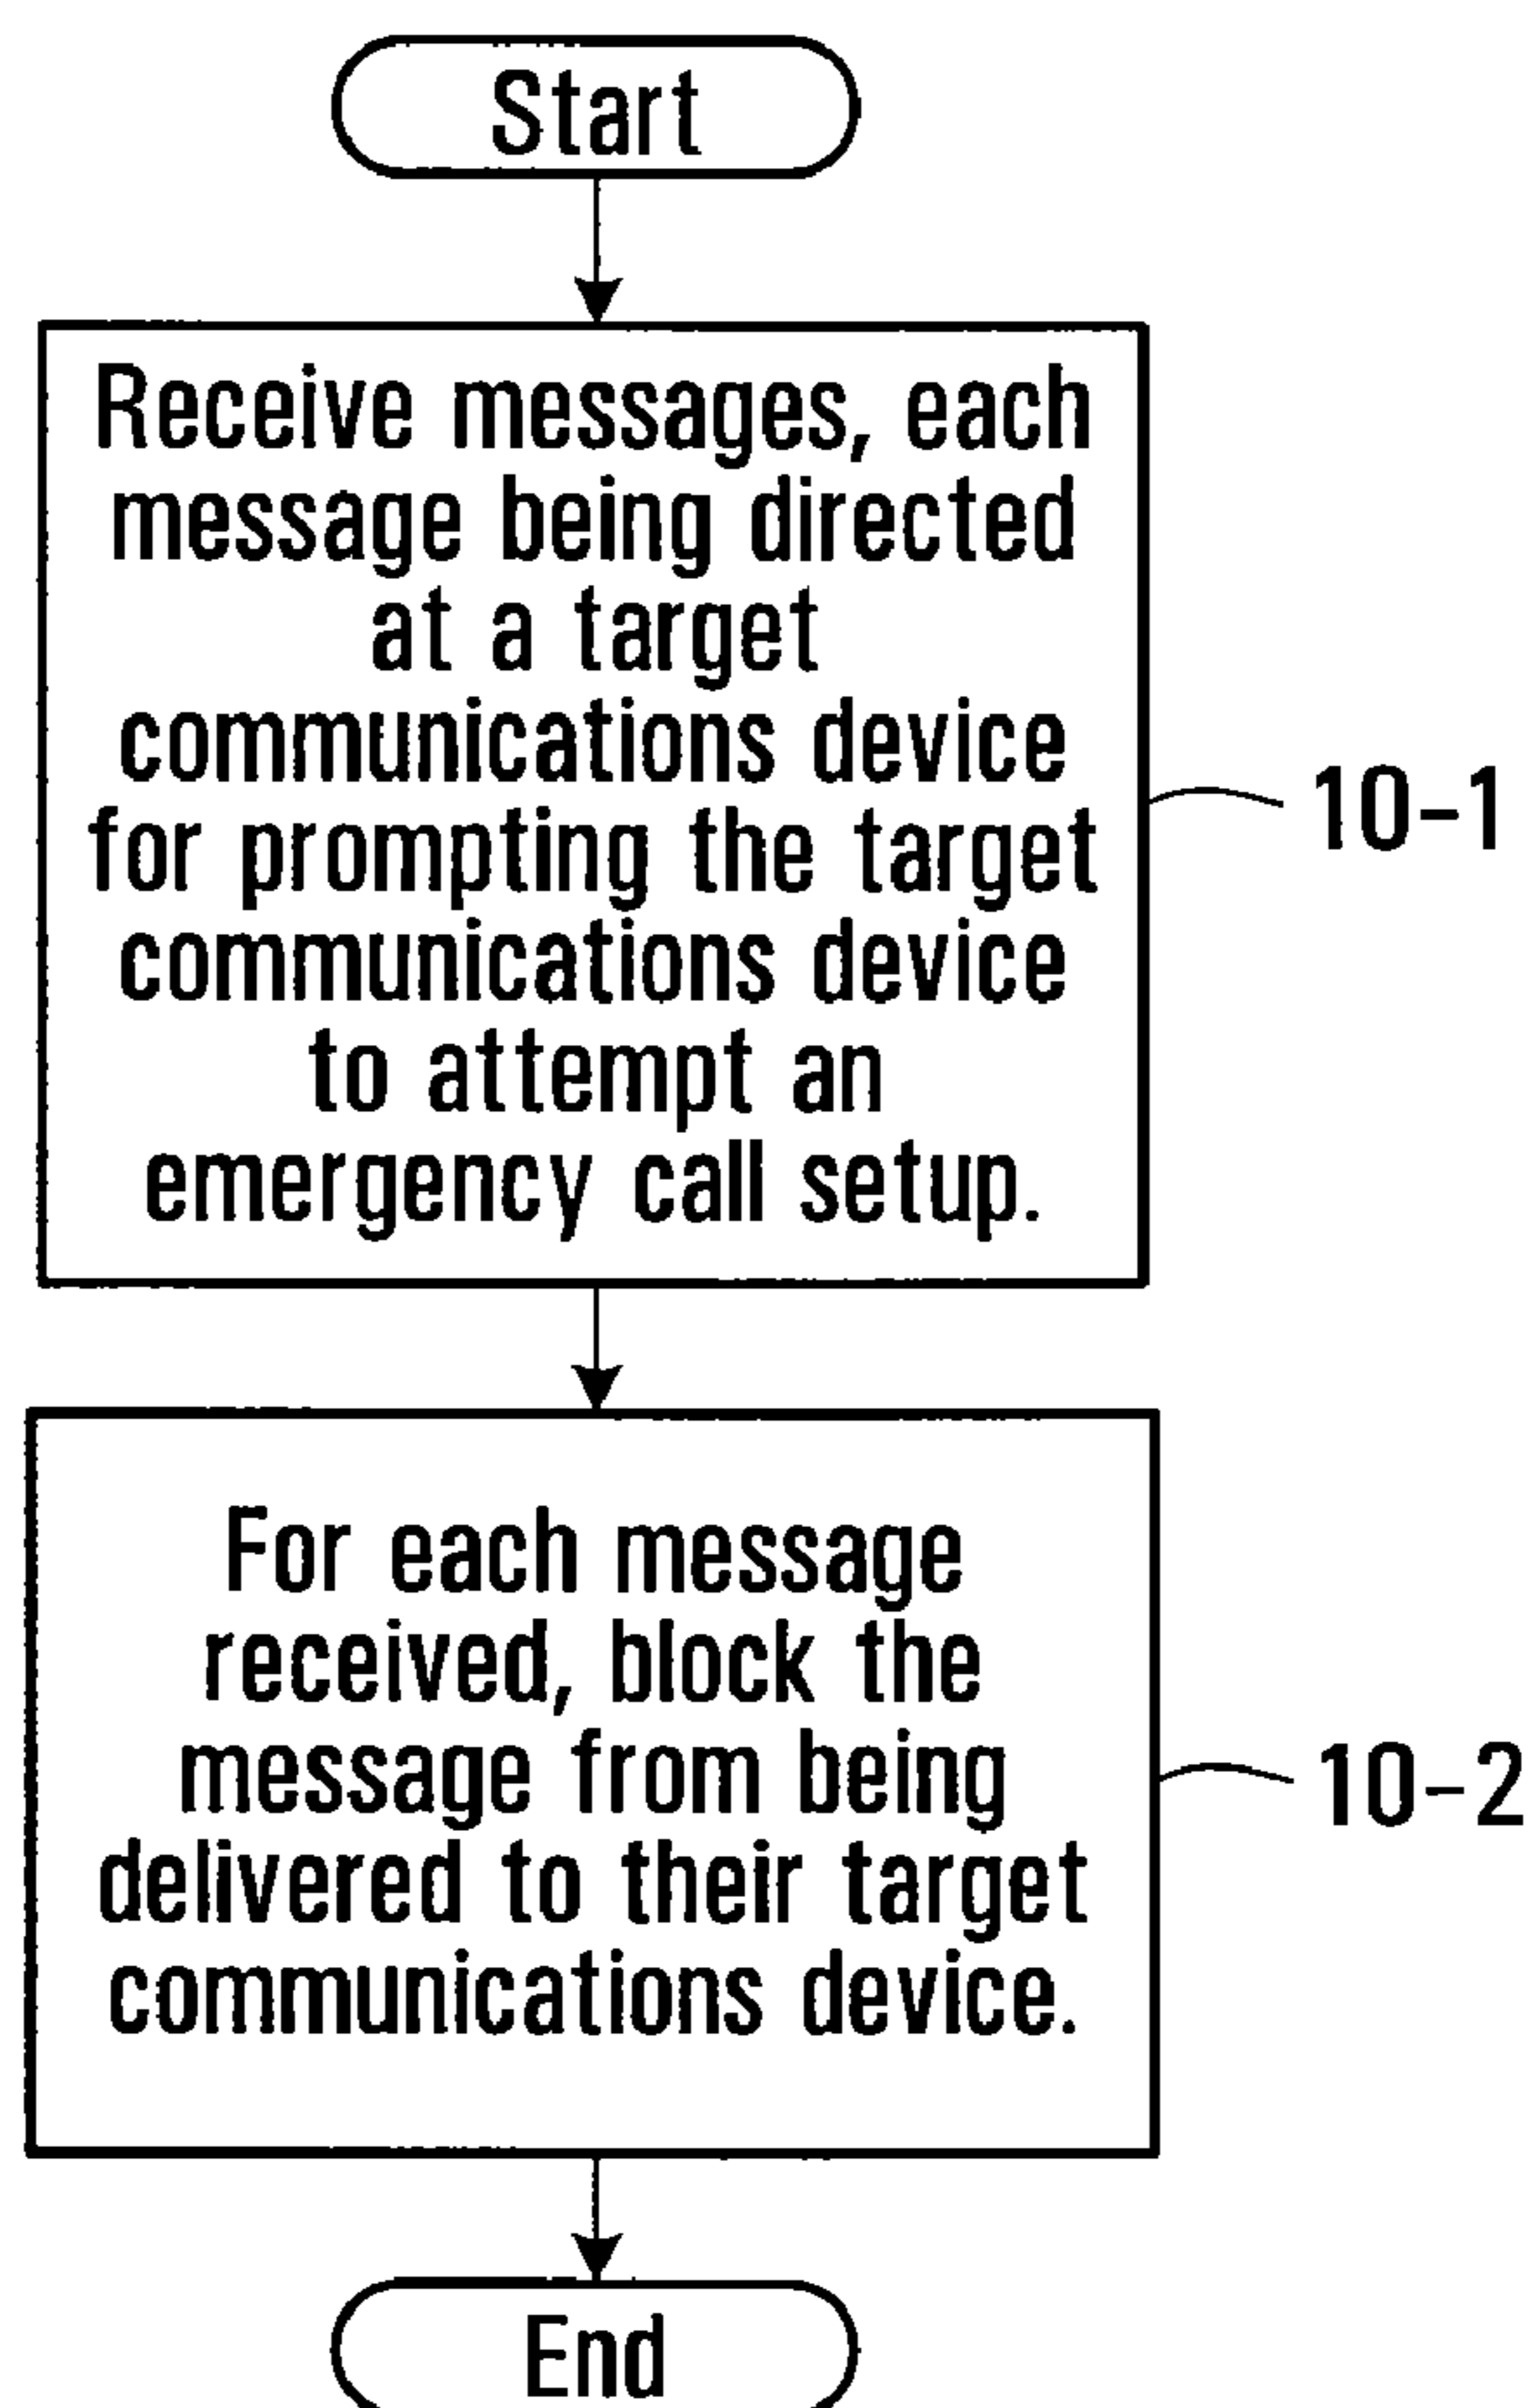 Start
Receive messages, each
message being directed
at a target
communications device
for prompting the target
communications device
to attempt an
emergency call setup.
10-1
For each message
received, block the
message from being
delivered to their target
communications device.
10-2
End